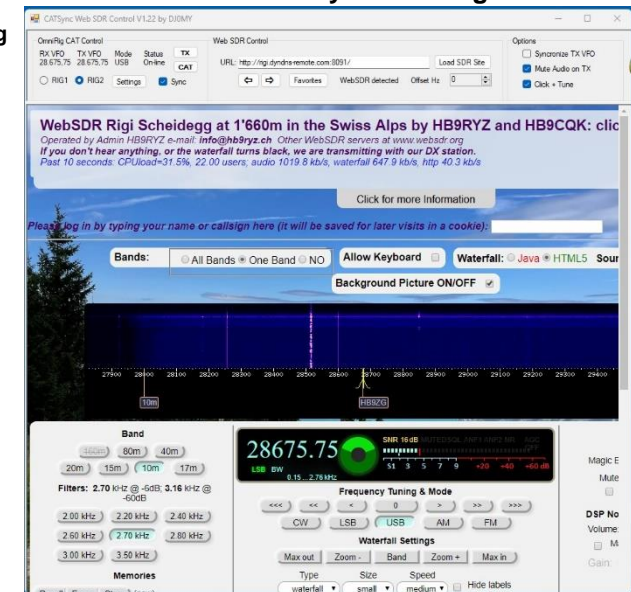 g
CATSync Web SDR Control V1.22 by DJ0MY
OmniRig CAT Control
RX VFO TX VFO Mode Status TX
28.675,75 28.675,75 USB On-line CAT
RIG1 RIG2 Settings Sync
Web SDR Control
URL: http://rigi.dyndns-remote.com:8091/ Load SDR Site
Favorites WebSDR detected Offset Hz 0
Options
Syncronize TX VFO
Mute Audio on TX
Click + Tune
WebSDR Rigi Scheidegg at 1'660m in the Swiss Alps by HB9RYZ and HB9CQK: clic
Operated by Admin HB9RYZ e-mail: info@hb9ryz.ch Other WebSDR servers at www.websdr.org
If you don't hear anything, or the waterfall turns black, we are transmitting with our DX station.
Past 10 seconds: CPUload=31.5%, 22.00 users; audio 1019.8 kb/s, waterfall 647.9 kb/s, http 40.3 kb/s
Click for more Information
Please log in by typing your name or callsign here (it will be saved for later visits in a cookie):
Bands: All Bands One Band NO Allow Keyboard Waterfall: Java HTML5 Sour
Background Picture ON/OFF
27900 28000 28100 28200 28300 28400 28500 28600 28700 28800 28900 29000 29100 29200 29300 29400
10m HB9ZG
Band
160m 80m 40m
20m 15m 10m 17m
Filters: 2.70 kHz @ -6dB; 3.16 kHz @
-60dB
2.00 kHz 2.20 kHz 2.40 kHz
2.60 kHz 2.70 kHz 2.80 kHz
3.00 kHz 3.50 kHz
Memories
28675.75
LSB BW
0.15 ... 2.76 kHz
SNR 16 dB MUTED SQL ANF1 ANF2 NR AGC
OFF
S1 3 5 7 9 +20 +40 +60 dB
Frequency Tuning & Mode
<<< << < 0 > >> >>>
CW LSB USB AM FM
Waterfall Settings
Max out Zoom - Band Zoom + Max in
Type Size Speed
waterfall small medium Hide labels
Magic E
Mute
DSP No
Volume:
M
Gain: